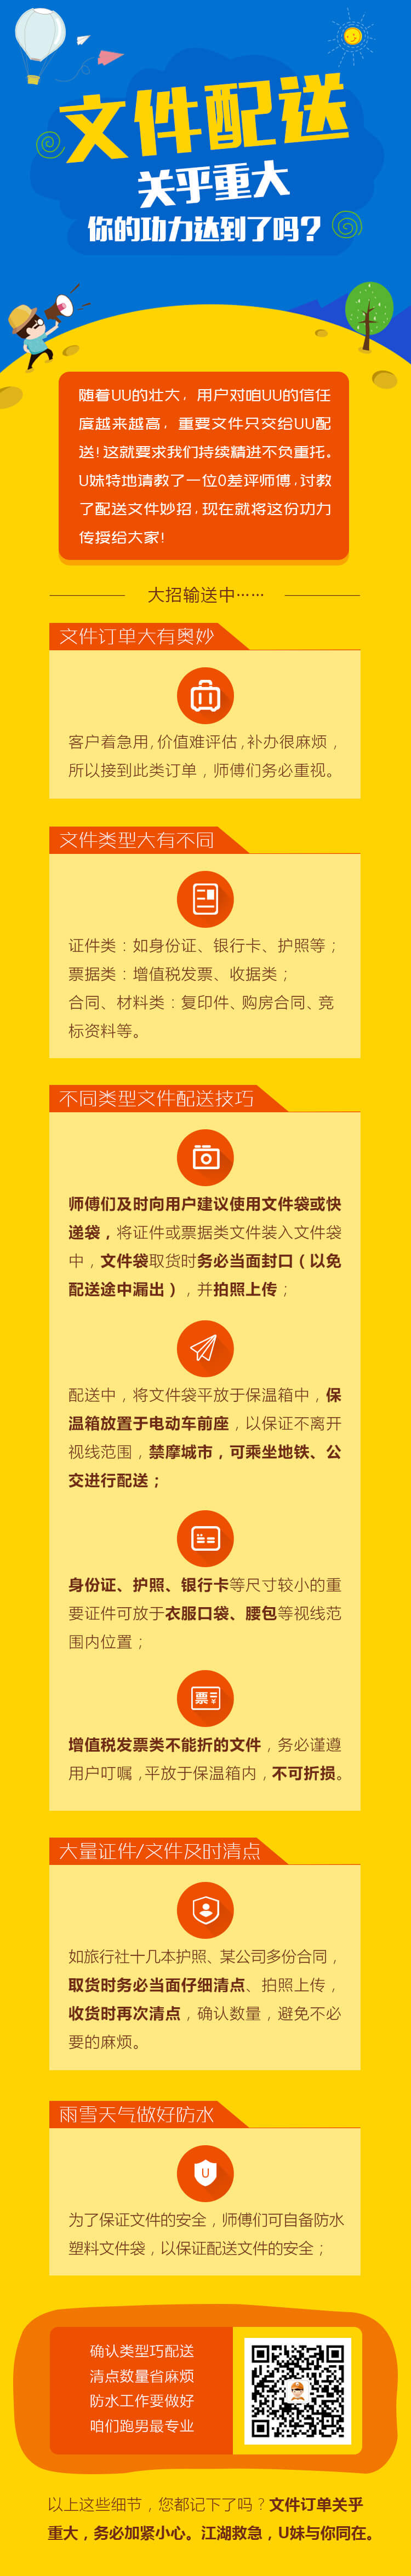 文件配送
关乎重大
你的功力达到了吗?
随着UU的壮大，用户对咱UU的信任
度越来越高，重要文件只交给UU配
送!这就要求我们持续精进不负重托。
U妹特地请教了一位0差评师傅,讨教
了配送文件妙招,现在就将这份功力
传授给大家!
大招输送中……
文件订单大有奥妙
客户着急用,价值难评估,补办很麻烦，
所以接到此类订单，师傅们务必重视。
文件类型大有不同
证件类：如身份证、银行卡、护照等；
票据类：增值税发票、收据类；
合同、材料类：复印件、购房合同、竞
标资料等。
不同类型文件配送技巧
师傅们及时向用户建议使用文件袋或快
递袋，将证件或票据类文件装入文件袋
中，文件袋取货时务必当面封口（以免
配送途中漏出），并拍照上传；
配送中，将文件袋平放于保温箱中，保
温箱放置于电动车前座，以保证不离开
视线范围，禁摩城市，可乘坐地铁、公
交进行配送；
身份证、护照、银行卡等尺寸较小的重
要证件可放于衣服口袋、腰包等视线范
围内位置；
票
¥
增值税发票类不能折的文件，务必谨遵
用户叮嘱,平放于保温箱内，不可折损。
大量证件/文件及时清点
如旅行社十几本护照、某公司多份合同，
取货时务必当面仔细清点、拍照上传，
收货时再次清点，确认数量，避免不必
要的麻烦。
雨雪天气做好防水
U
为了保证文件的安全，师傅们可自备防水
塑料文件袋，以保证配送文件的安全；
确认类型巧配送
清点数量省麻烦
防水工作要做好
咱们跑男最专业
以上这些细节，您都记下了吗？文件订单关乎
重大，务必加紧小心。江湖救急，U妹与你同在。